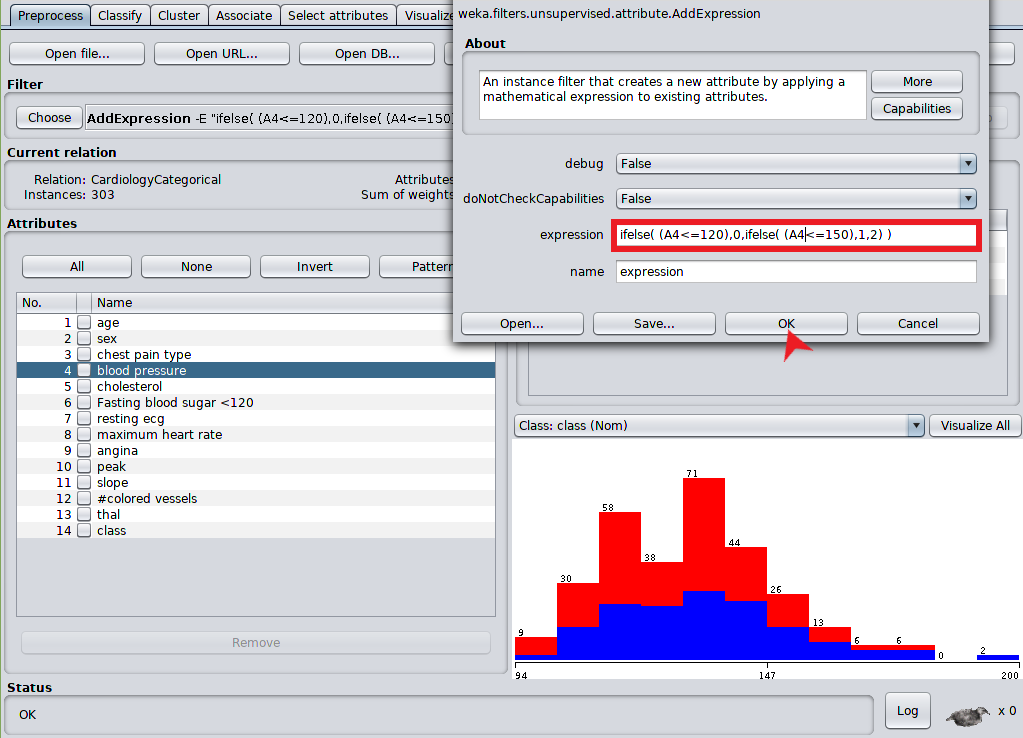 Preprocess Classify Cluster Associate Select attributes Visualize
weka.filters.unsupervised.attribute.AddExpression
About
An instance filter that creates a new attribute by applying a
mathematical expression to existing attributes.
More
Capabilities
debug False
doNotCheckCapabilities False
expression ifelse( (A4<=120),0,ifelse( (A4<=150),1,2) )
name expression
Open... Save... OK Cancel
Open file... Open URL... Open DB...
Filter
Choose AddExpression -E "ifelse( (A4<=120),0,ifelse( (A4<=150)
Current relation
Relation: CardiologyCategorical Attributes
Instances: 303 Sum of weights
Attributes
All None Invert Pattern
No. Name
1 age
2 sex
3 chest pain type
4 blood pressure
5 cholesterol
6 Fasting blood sugar <120
7 resting ecg
8 maximum heart rate
9 angina
10 peak
11 slope
12 #colored vessels
13 thal
14 class
Remove
Class: class (Nom) Visualize All
9 30 58 38 71 44 26 13 6 6 0 2
94 147 200
Status
OK
Log x 0